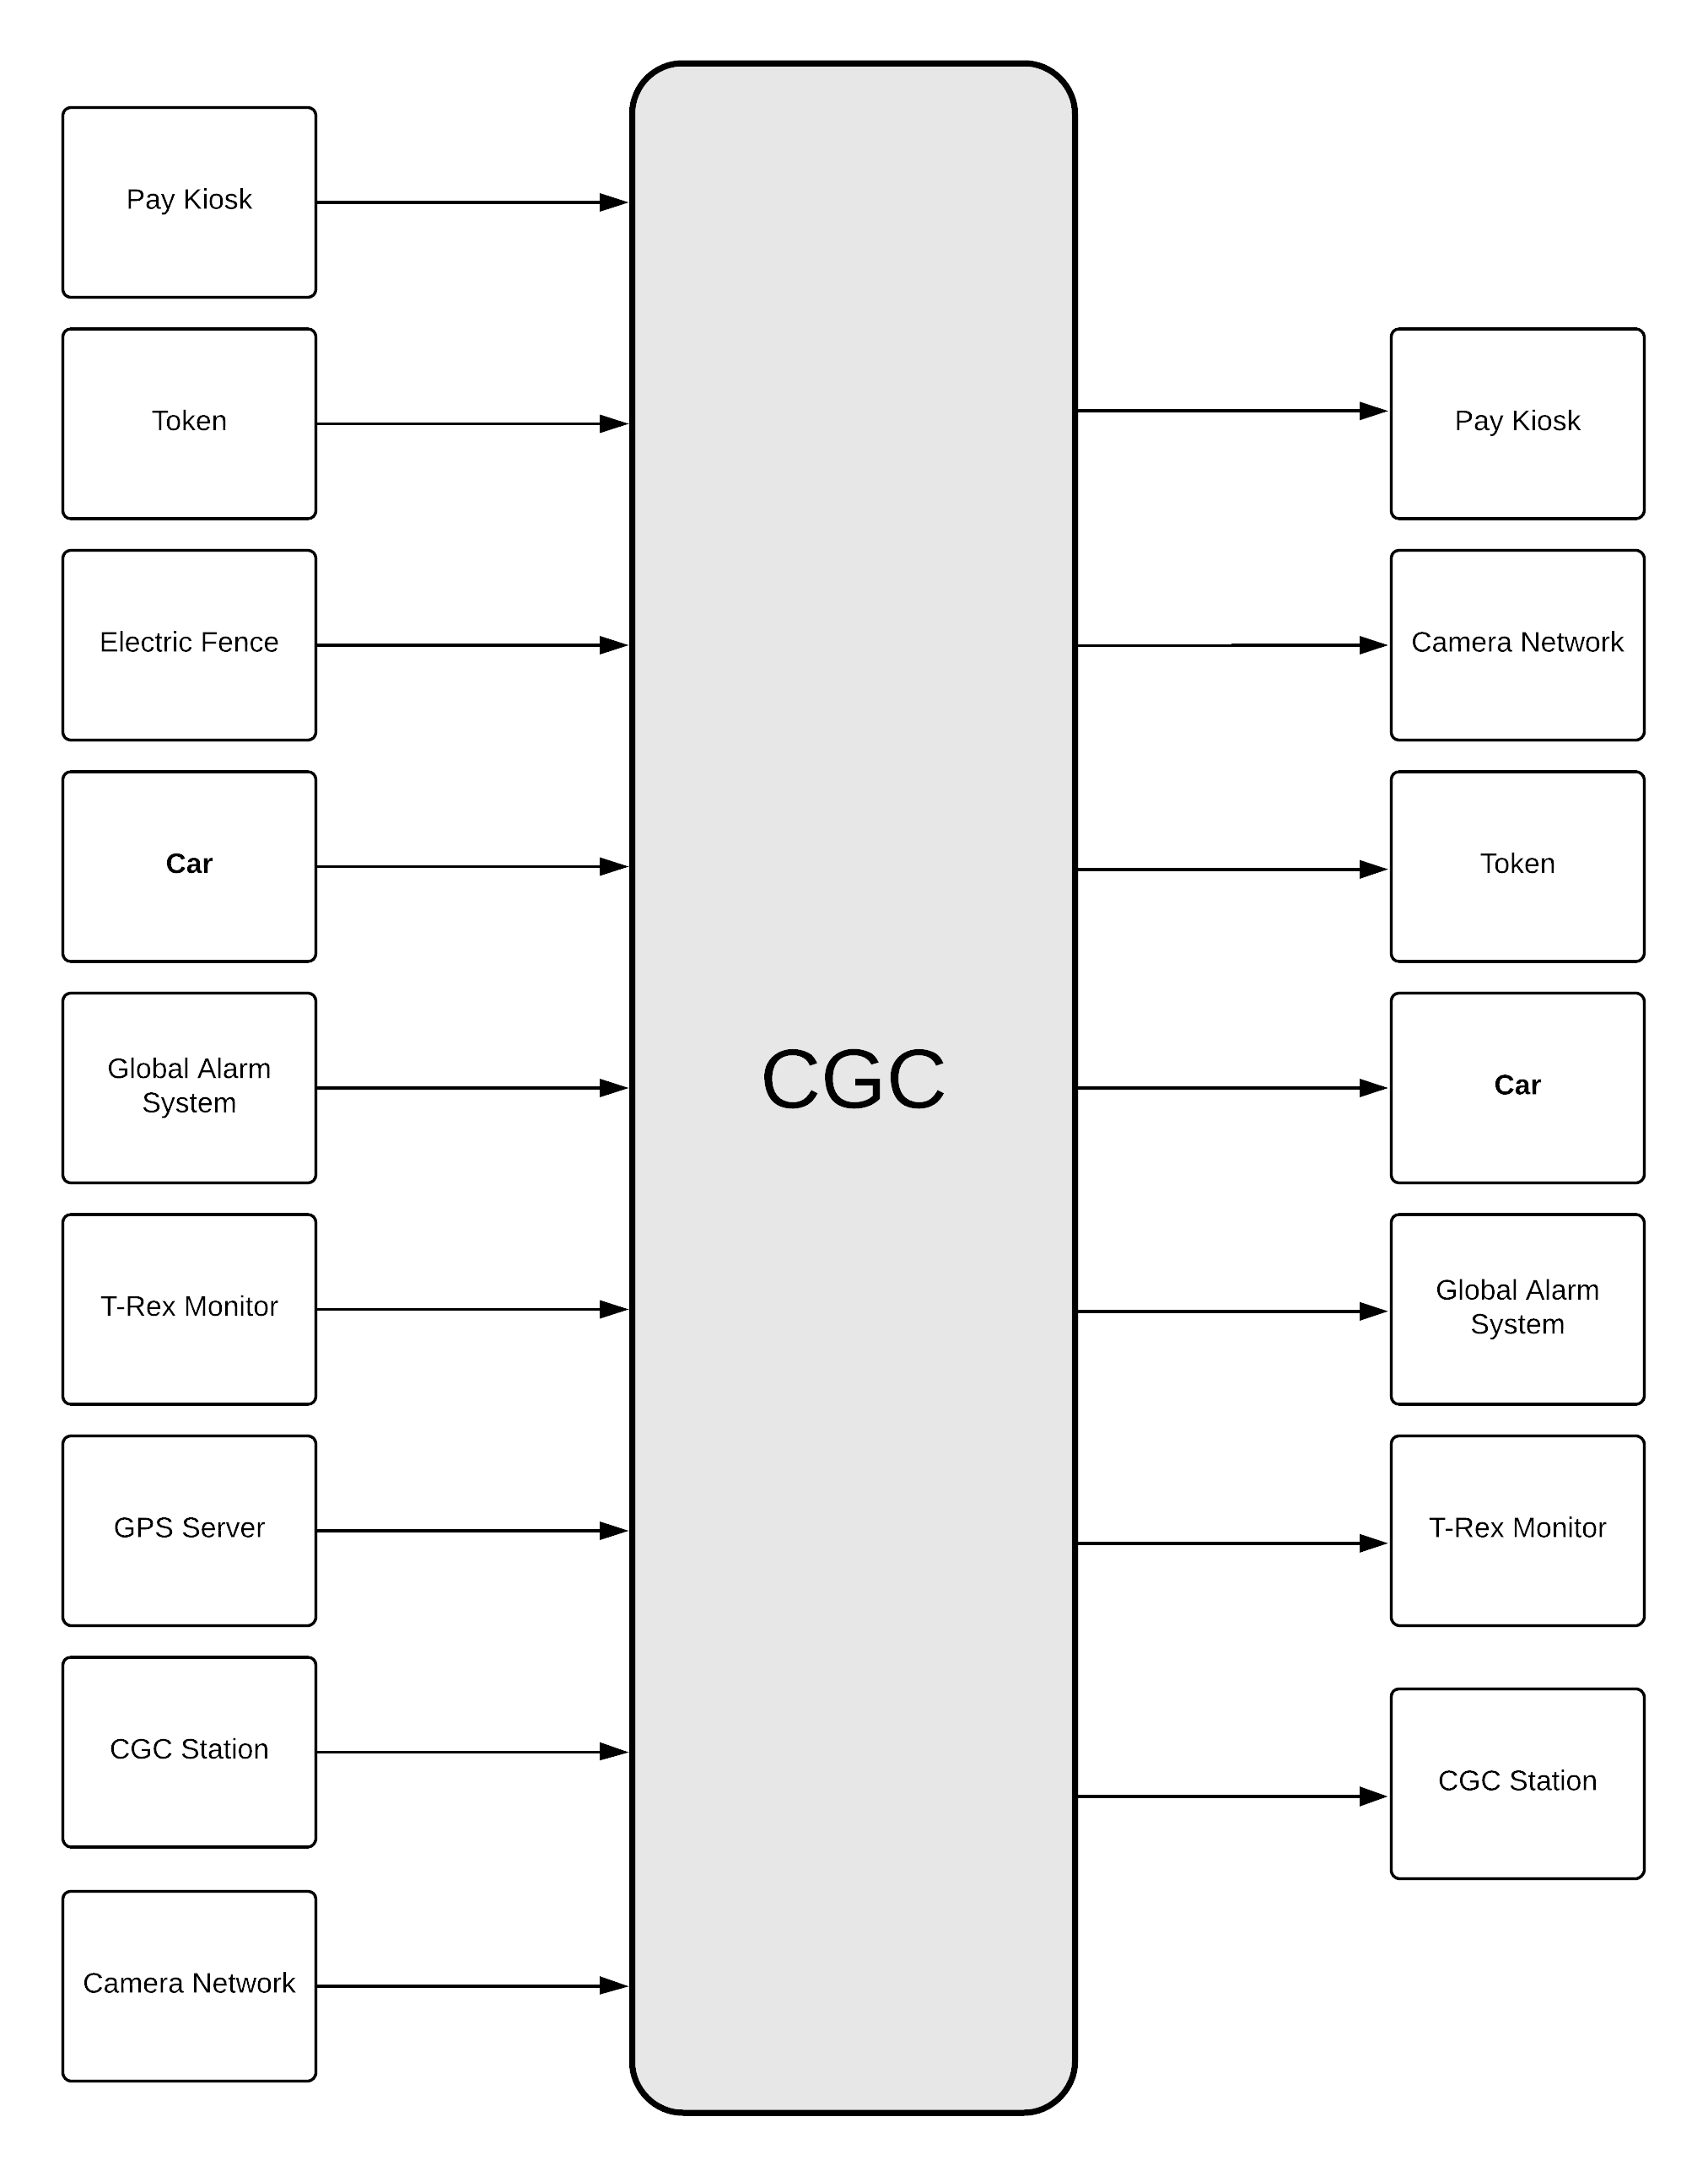 Pay Kiosk
Token
Electric Fence
Car
Global Alarm
System
T-Rex Monitor
GPS Server
CGC Station
Camera Network
CGC
Pay Kiosk
Camera Network
Token
Car
Global Alarm
System
T-Rex Monitor
CGC Station